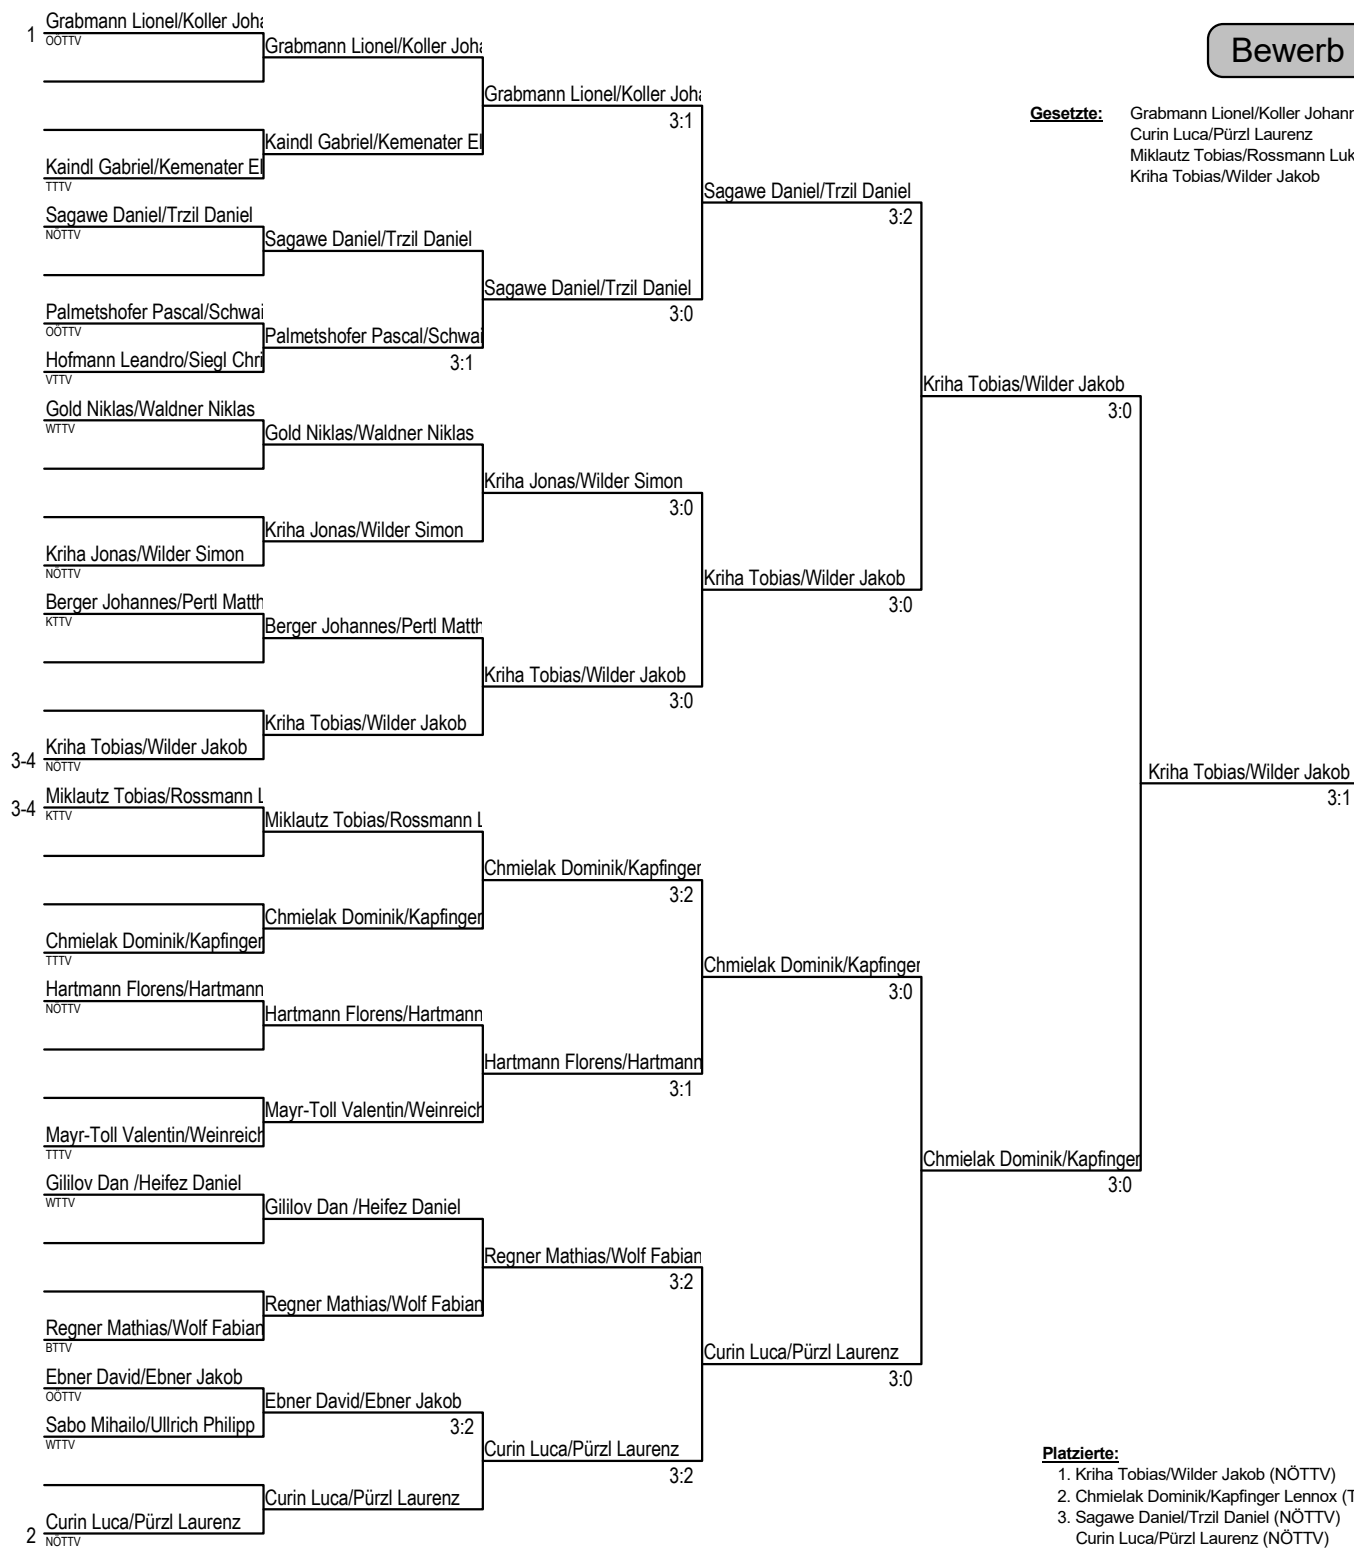 Bewerb
Gesetzte: Grabmann Lionel/Koller Johann
Curin Luca/Pürzl Laurenz
Miklautz Tobias/Rossmann Luk
Kriha Tobias/Wilder Jakob
1 Grabmann Lionel/Koller Joha
OÖTTV
Kaindl Gabriel/Kemenater El
TTTV
Sagawe Daniel/Trzil Daniel
NÖTTV
Palmetshofer Pascal/Schwai
OÖTTV
Hofmann Leandro/Siegl Chri
VTTV
Gold Niklas/Waldner Niklas
WTTV
Kriha Jonas/Wilder Simon
NÖTTV
Berger Johannes/Pertl Matth
KTTV
3-4 Kriha Tobias/Wilder Jakob
NÖTTV
3-4 Miklautz Tobias/Rossmann L
KTTV
Chmielak Dominik/Kapfinger
TTTV
Hartmann Florens/Hartmann
NÖTTV
Mayr-Toll Valentin/Weinreich
TTTV
Gililov Dan /Heifez Daniel
WTTV
Regner Mathias/Wolf Fabian
BTTV
Ebner David/Ebner Jakob
OÖTTV
Sabo Mihailo/Ullrich Philipp
WTTV
2 Curin Luca/Pürzl Laurenz
NÖTTV
Grabmann Lionel/Koller Joha
Kaindl Gabriel/Kemenater El
Sagawe Daniel/Trzil Daniel
Palmetshofer Pascal/Schwai
3:1
Gold Niklas/Waldner Niklas
Kriha Jonas/Wilder Simon
Berger Johannes/Pertl Matth
Kriha Tobias/Wilder Jakob
Miklautz Tobias/Rossmann L
Chmielak Dominik/Kapfinger
Hartmann Florens/Hartmann
Mayr-Toll Valentin/Weinreich
Gililov Dan /Heifez Daniel
Regner Mathias/Wolf Fabian
Ebner David/Ebner Jakob
3:2
Curin Luca/Pürzl Laurenz
Grabmann Lionel/Koller Joha
3:1
Sagawe Daniel/Trzil Daniel
3:0
Kriha Jonas/Wilder Simon
3:0
Kriha Tobias/Wilder Jakob
3:0
Chmielak Dominik/Kapfinger
3:2
Hartmann Florens/Hartmann
3:1
Regner Mathias/Wolf Fabian
3:2
Curin Luca/Pürzl Laurenz
3:2
Sagawe Daniel/Trzil Daniel
3:2
Kriha Tobias/Wilder Jakob
3:0
Chmielak Dominik/Kapfinger
3:0
Curin Luca/Pürzl Laurenz
3:0
Kriha Tobias/Wilder Jakob
3:0
Chmielak Dominik/Kapfinger
3:0
Kriha Tobias/Wilder Jakob
3:1
Platzierte:
1. Kriha Tobias/Wilder Jakob (NÖTTV)
2. Chmielak Dominik/Kapfinger Lennox (T
3. Sagawe Daniel/Trzil Daniel (NÖTTV)
Curin Luca/Pürzl Laurenz (NÖTTV)